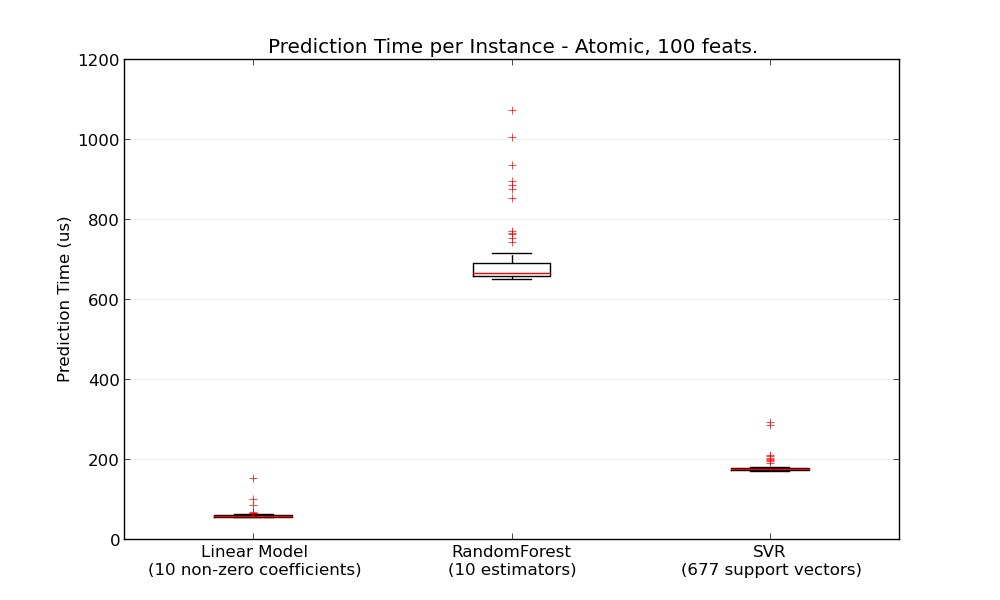 Prediction Time per Instance - Atomic, 100 feats.
1200
1000
800
600
400
200
0
Prediction Time (us)
Linear Model
(10 non-zero coefficients)
RandomForest
(10 estimators)
SVR
(677 support vectors)